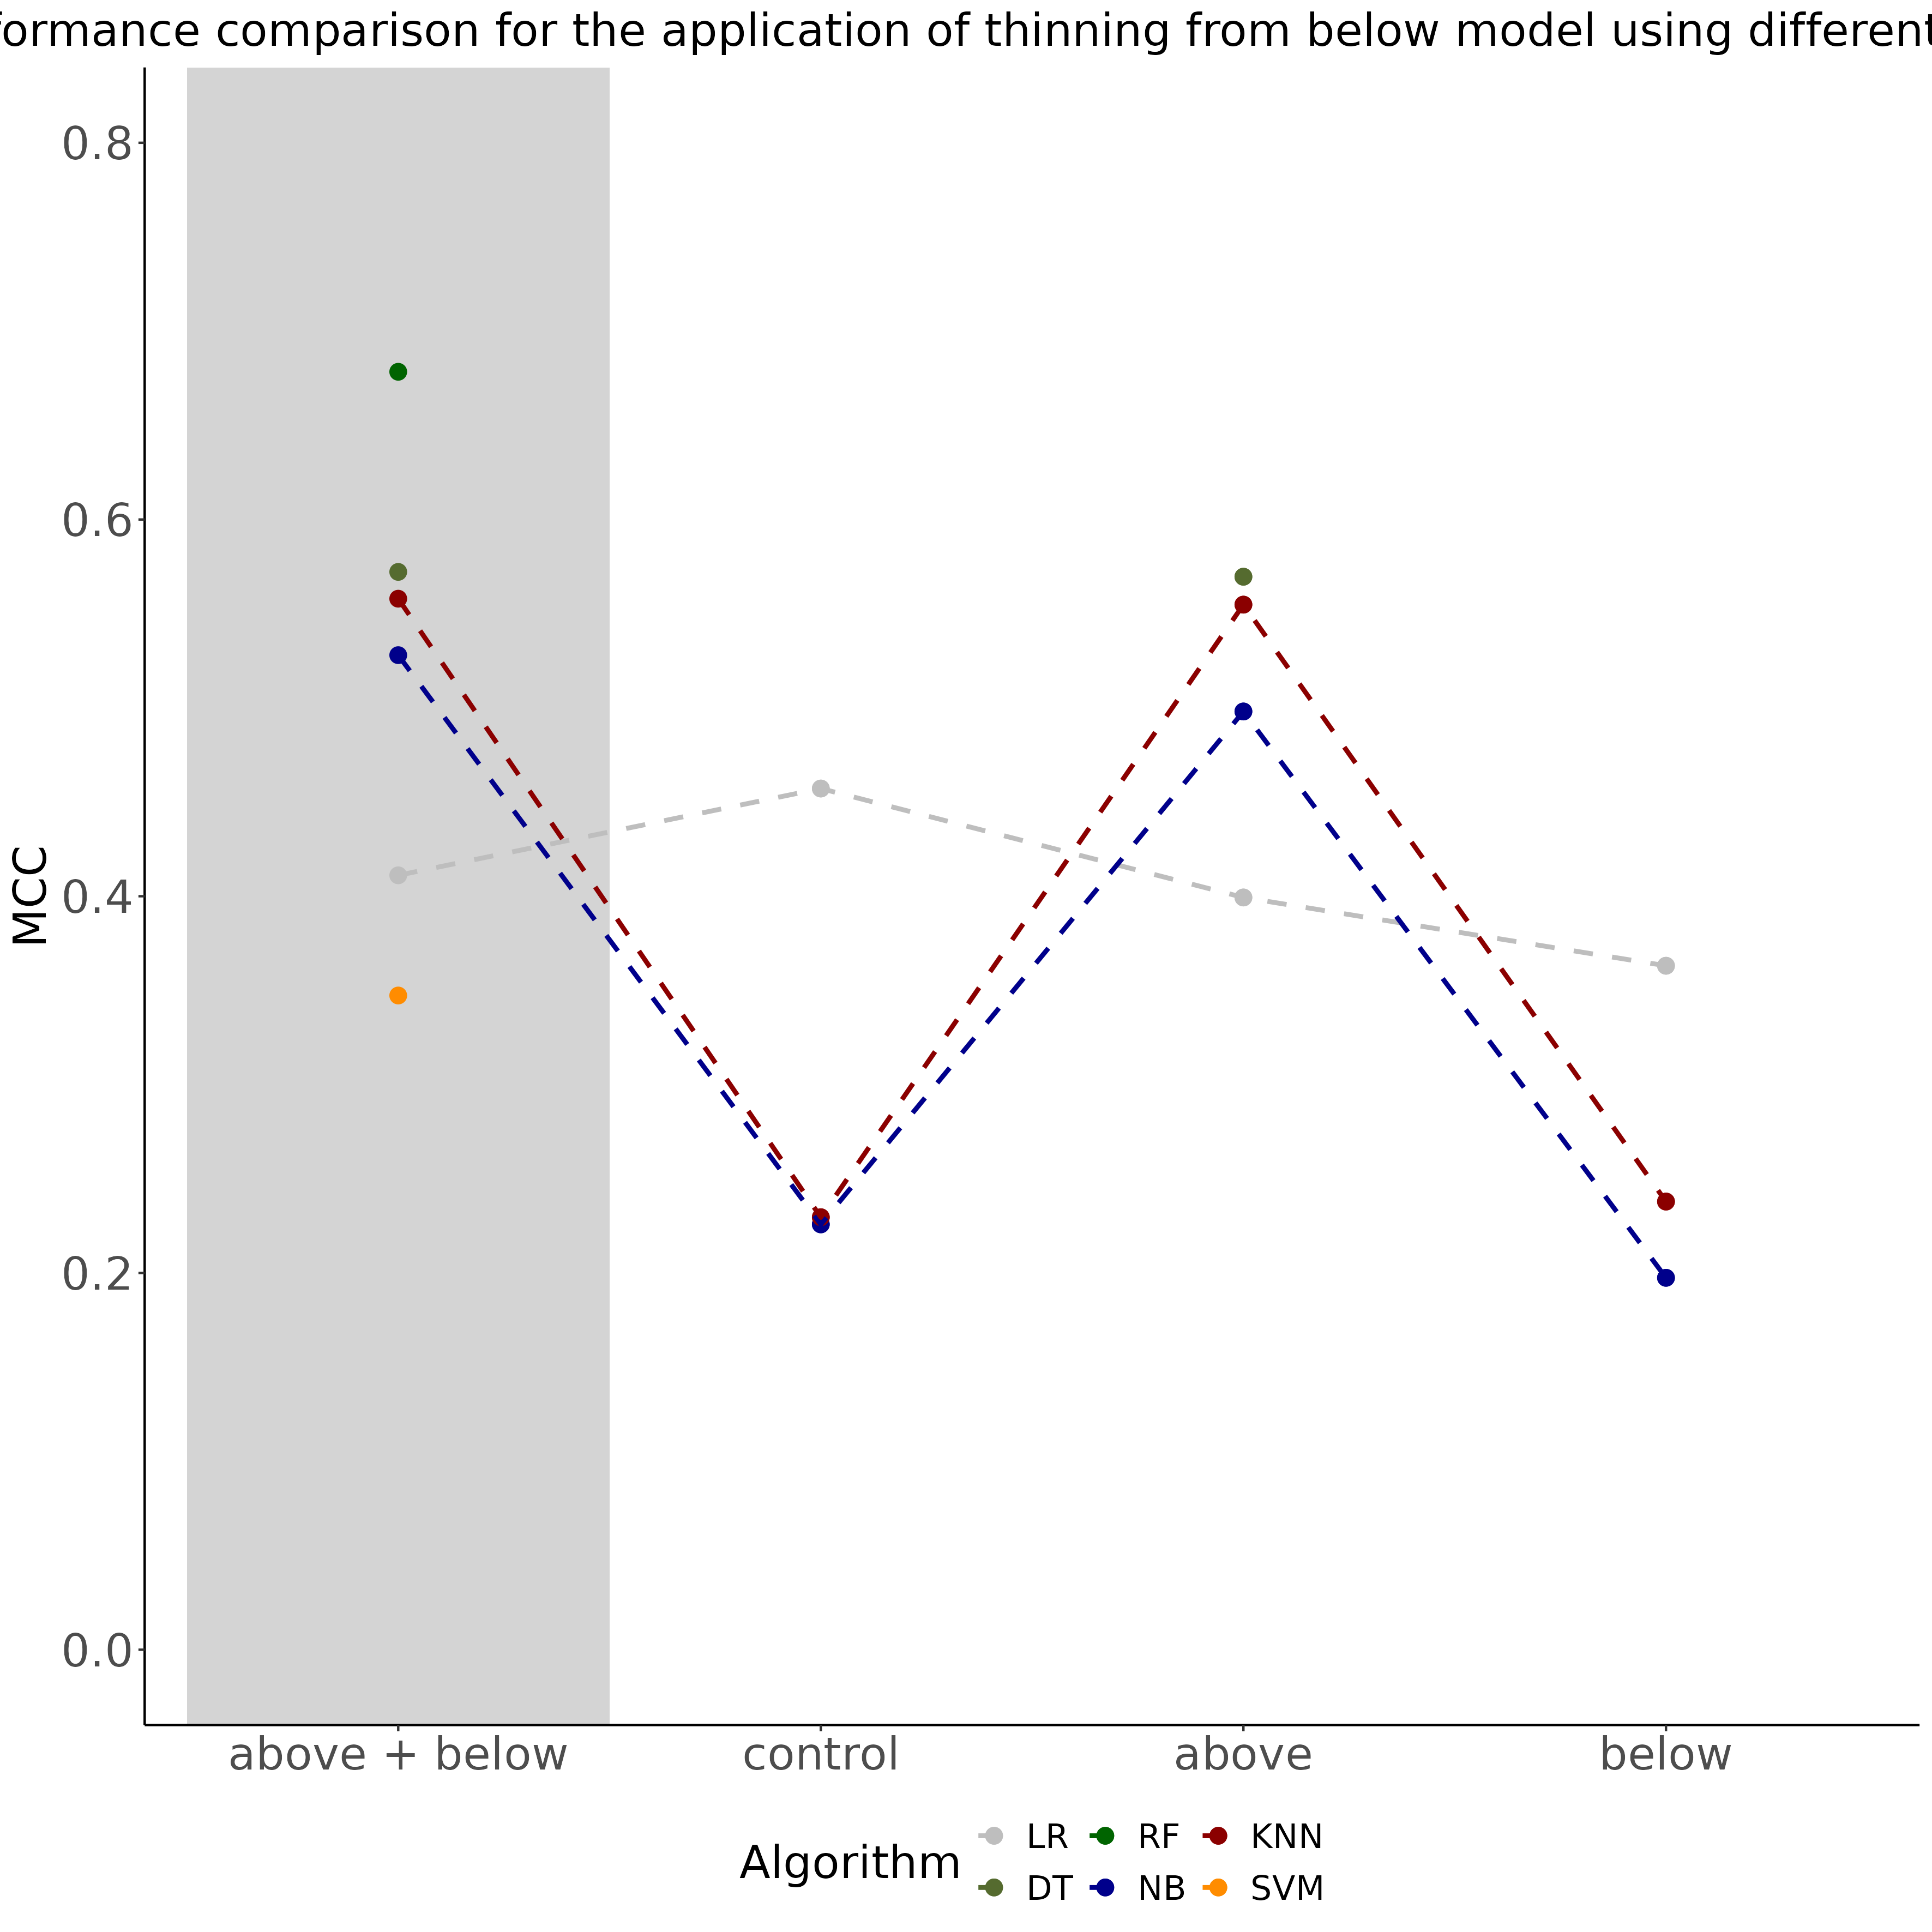 ormance comparison for the application of thinning from below model using different
0.8
0.6
0.4
0.2
0.0
MCC
above + below control above below
Algorithm
LR RF KNN
DT NB SVM